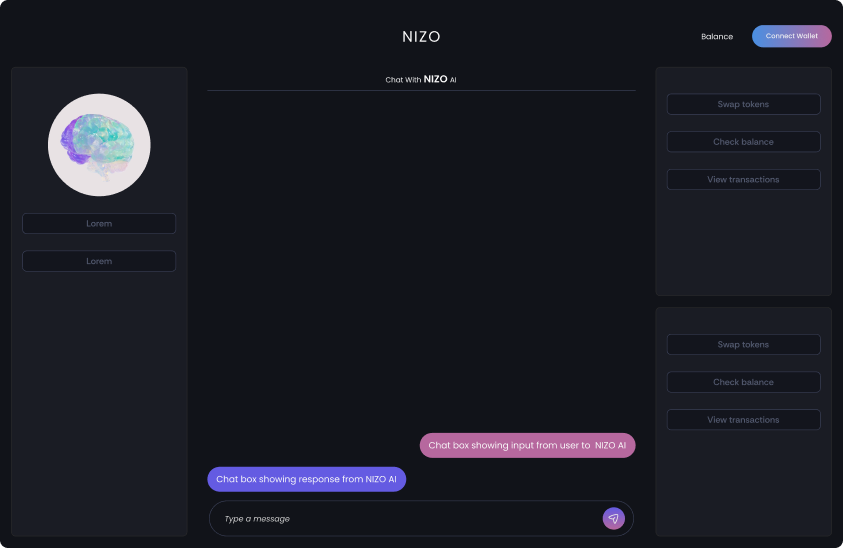 NIZO
Balance
Connect Wallet
Chat With NIZO AI
Lorem
Lorem
Chat box showing input from user to NIZO AI
Chat box showing response from NIZO AI
Type a message
Swap tokens
Check balance
View transactions
Swap tokens
Check balance
View transactions